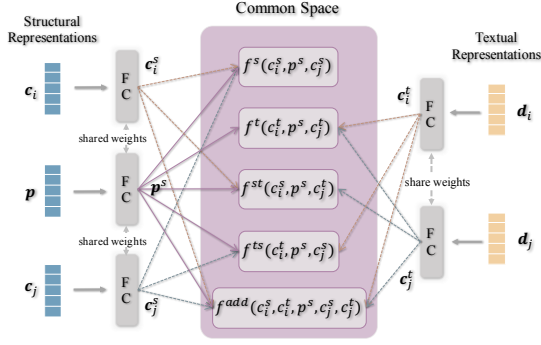 Common Space
Structural
Representations
Textual
Representations
c_i
F
C
c_i^s
shared weights
p
F
C
p^s
shared weights
c_j
F
C
c_j^s
f^s(c_i^s,p^s,c_j^s)
f^t(c_i^t,p^s,c_j^t)
f^{st}(c_i^s,p^s,c_j^t)
f^{ts}(c_i^t,p^s,c_j^s)
f^{add}(c_i^s,c_i^t,p^s,c_j^s,c_j^t)
c_i^t
F
C
d_i
share weights
F
C
d_j
c_j^t